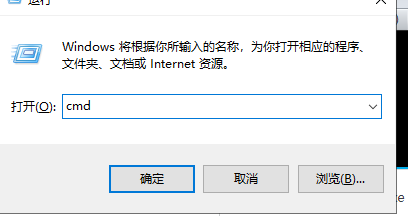 运行
Windows 将根据你所输入的名称，为你打开相应的程序、
文件夹、文档或 Internet 资源。
打开(O):
cmd
确定
取消
浏览(B)...
ce